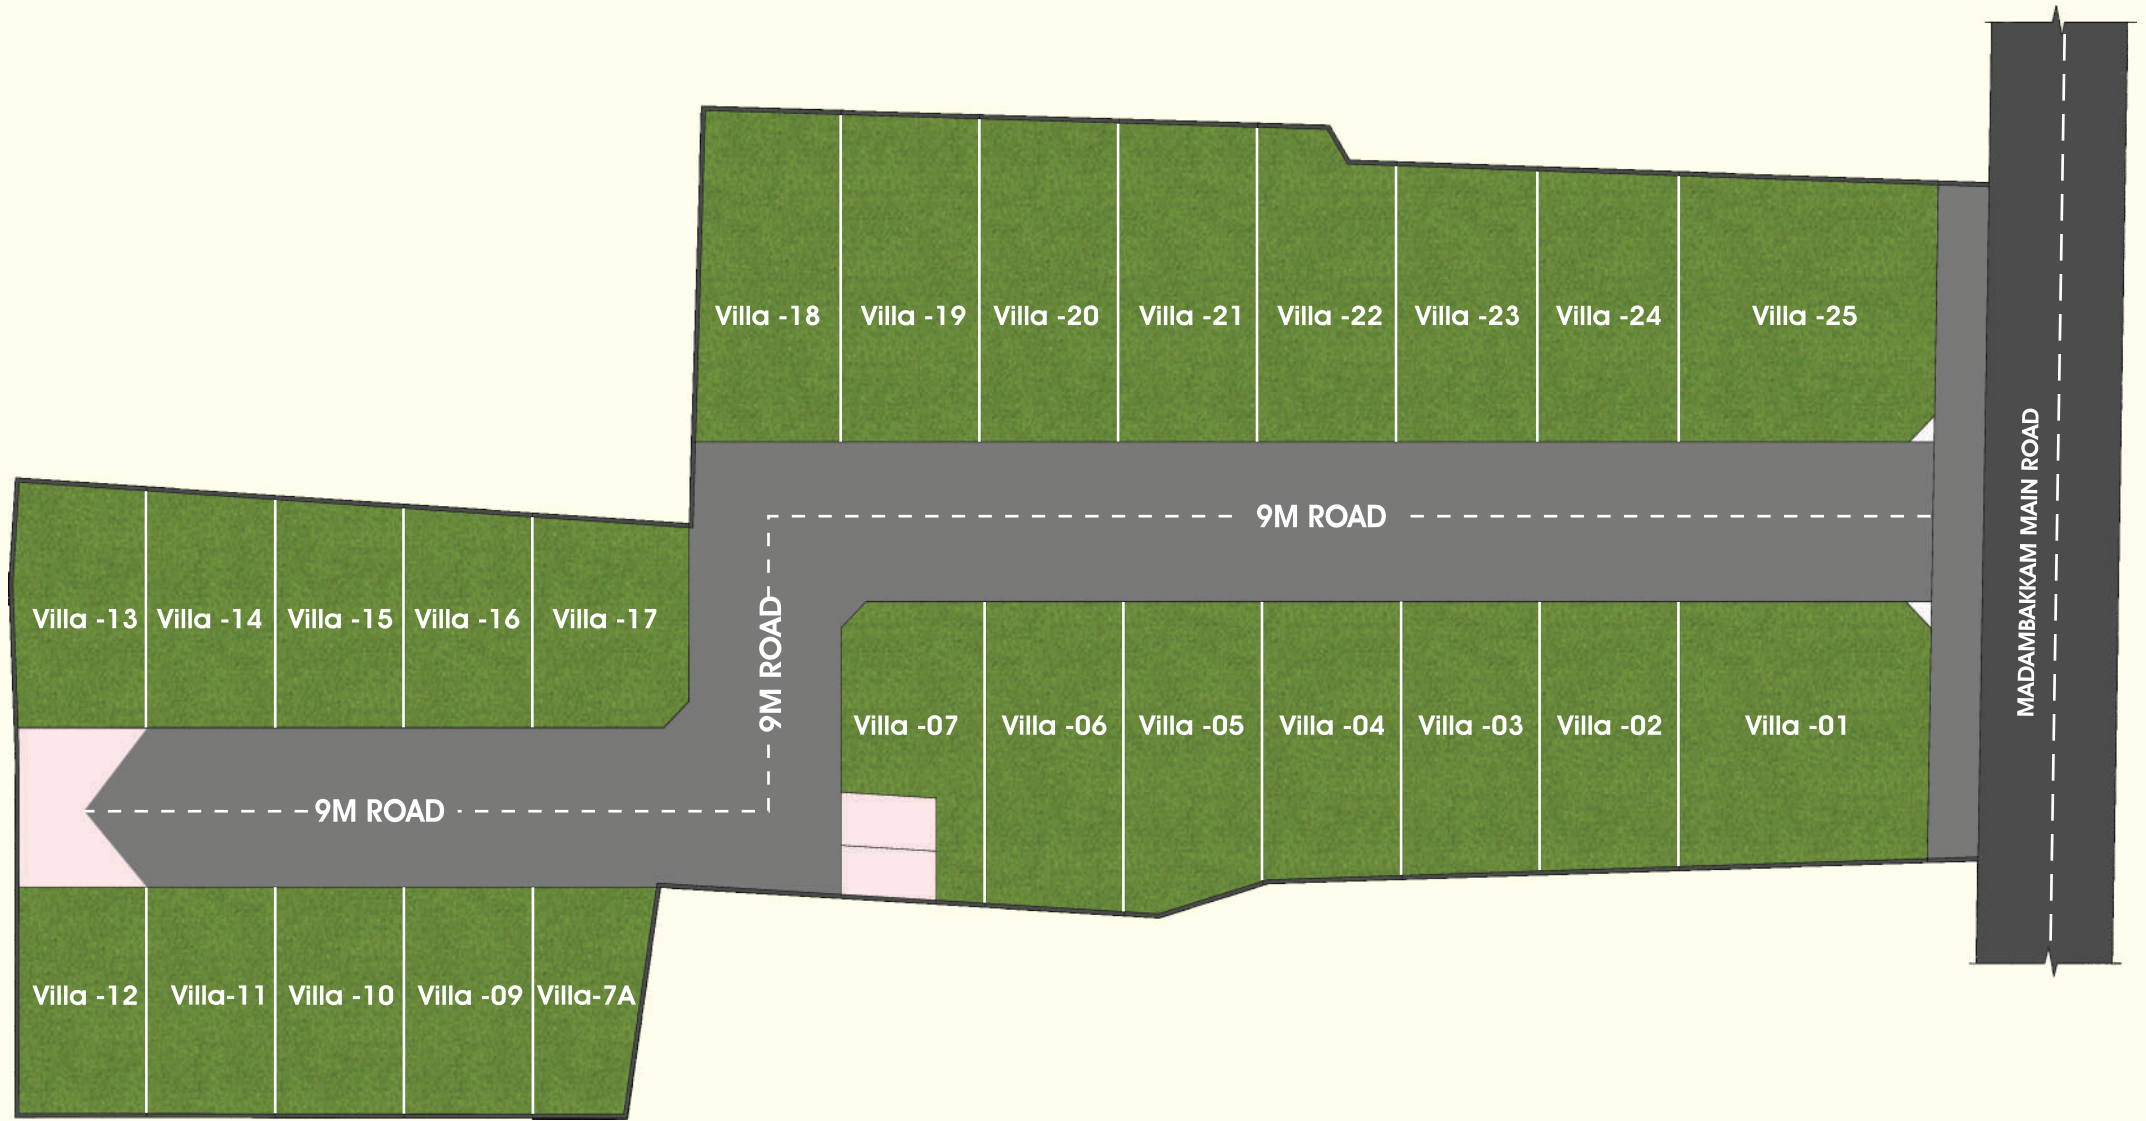 Villa -18
Villa -19
Villa -20
Villa -21
Villa -22
Villa -23
Villa -24
Villa -25
9M ROAD
MADAMBAKKAM MAIN ROAD
Villa -13
Villa -14
Villa -15
Villa -16
Villa -17
9M ROAD
Villa -07
Villa -06
Villa -05
Villa -04
Villa -03
Villa -02
Villa -01
9M ROAD
Villa -12
Villa-11
Villa -10
Villa -09
Villa-7A